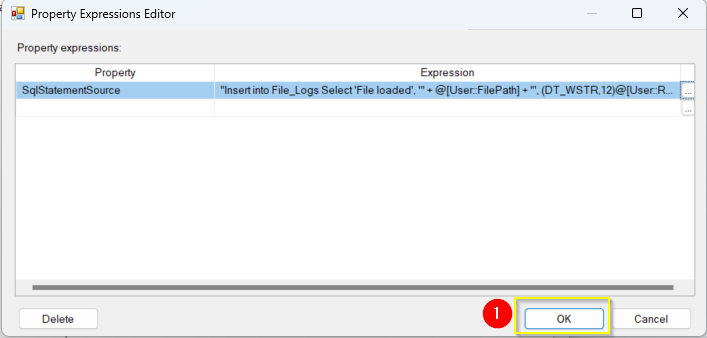 Property Expressions Editor
Property expressions:
Property Expression
SqlStatementSource "Insert into File_Logs Select 'File loaded', '" + @[User::FilePath] + "', (DT_WSTR,12)@[User::R... ...
...
1
Delete OK Cancel